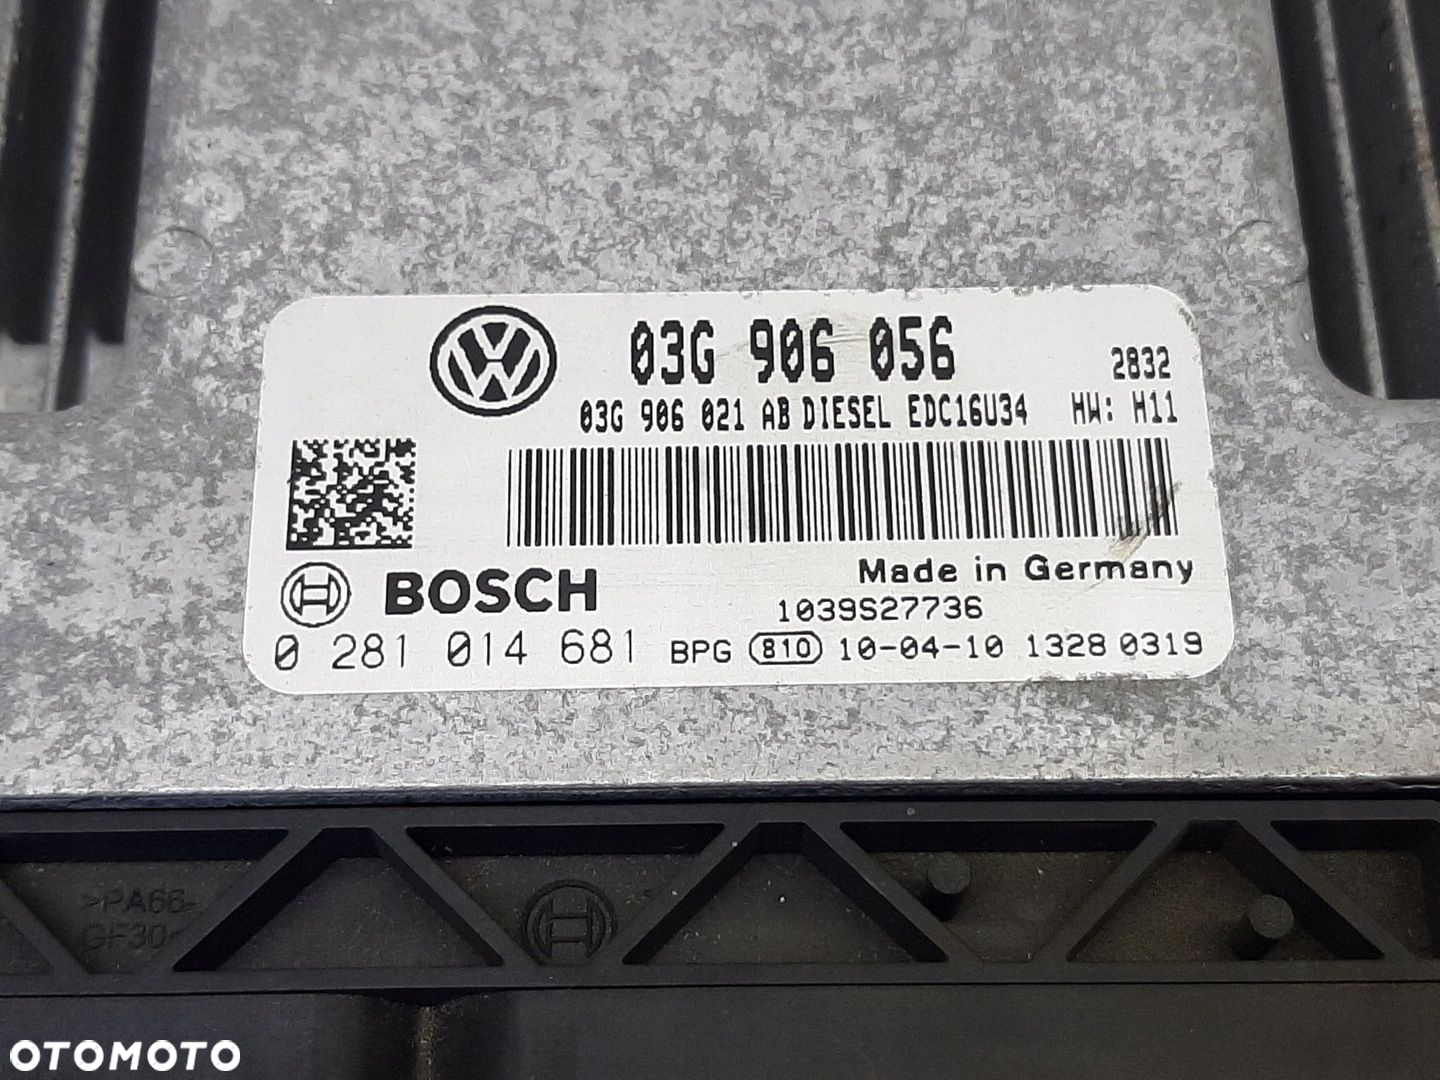 03G 906 056
2832
03G 906 021 AB DIESEL EDC16U34 HW: H11
Made in Germany
BOSCH
1039S27736
0 281 014 681 BPG 810 10-04-10 1328 0319
>PA66-
GF30
OTOMOTO